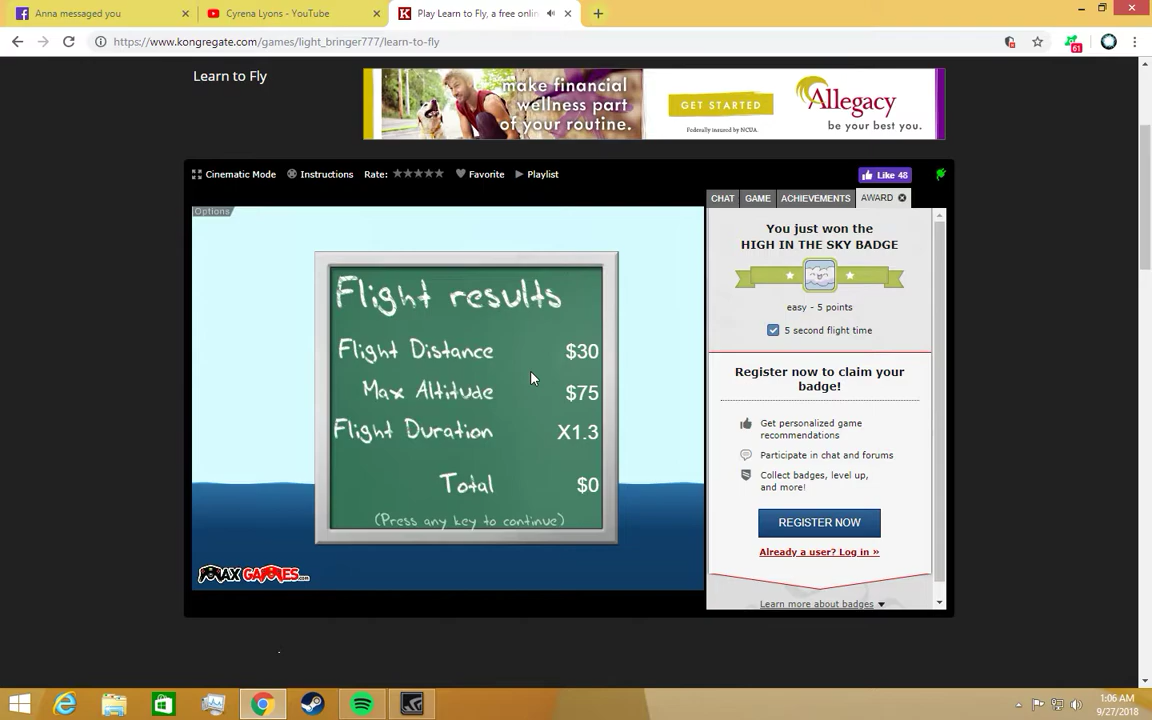 Anna messaged you
Cyrena Lyons - YouTube
Play Learn to Fly, a free onlin
https://www.kongregate.com/games/light_bringer777/learn-to-fly
61
Learn to Fly
make financial
wellness part
of your routine.
GET STARTED
Federally insured by NCUA.
Allegacy
be your best you.
Cinematic Mode
Instructions
Rate:
Favorite
Playlist
Like 48
CHAT
GAME
ACHIEVEMENTS
AWARD
Options
You just won the
HIGH IN THE SKY BADGE
easy - 5 points
5 second flight time
Register now to claim your
badge!
Get personalized game
recommendations
Participate in chat and forums
Collect badges, level up,
and more!
REGISTER NOW
Already a user? Log in »
Learn more about badges
Flight results
Flight Distance $30
Max Altitude $75
Flight Duration X1.3
Total $0
(Press any key to continue)
MAX GAMES.com
1:06 AM
9/27/2018